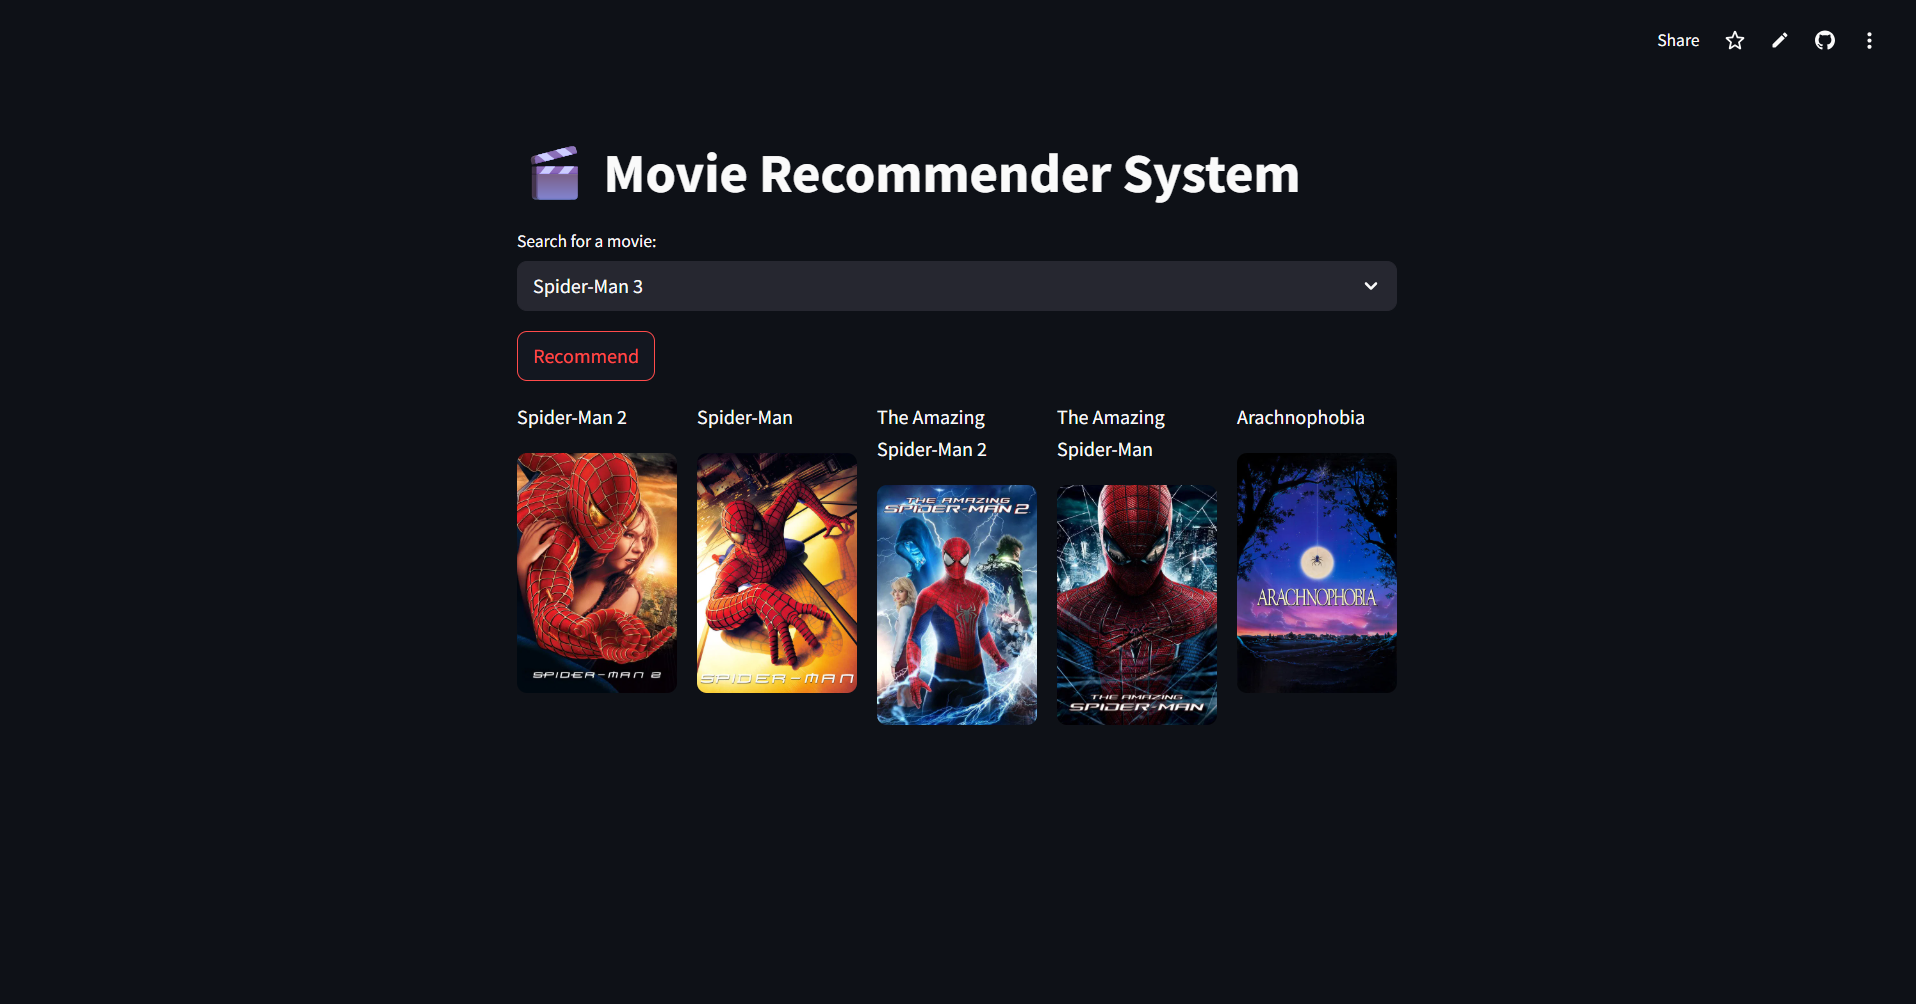 Share
Movie Recommender System
Search for a movie:
Spider-Man 3
Recommend
Spider-Man 2
Spider-Man
The Amazing
Spider-Man 2
The Amazing
Spider-Man
Arachnophobia
SPIDER-MAN 2
SPIDER-MAN
THE AMAZING
SPIDER-MAN 2
THE AMAZING
SPIDER-MAN
ARACHNOPHOBIA